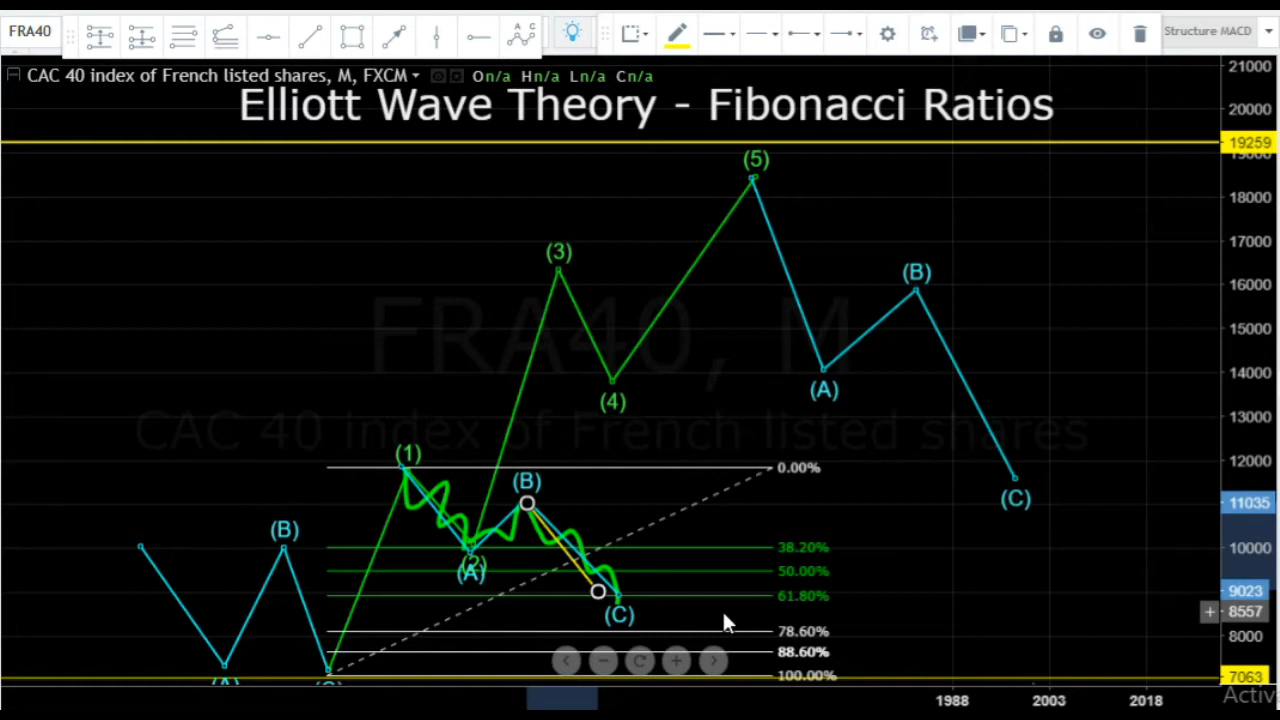 FRA40
Structure MACD
CAC 40 index of French listed shares, M, FXCM On/a Hn/a Ln/a Cn/a
Elliott Wave Theory - Fibonacci Ratios
21000
20000
19259
19000
(5)
18000
17000
(3)
(B)
16000
FRA40, M
15000
14000
(A)
(4)
13000
CAC 40 index of French listed shares
(1)
12000
0.00%
(B)
(C)
11035
(B)
38.20%
10000
(2)
(A)
50.00%
61.80%
9023
(C)
8557
78.60%
8000
88.60%
100.00%
7063
(A)
1988
2003
2018
Activ